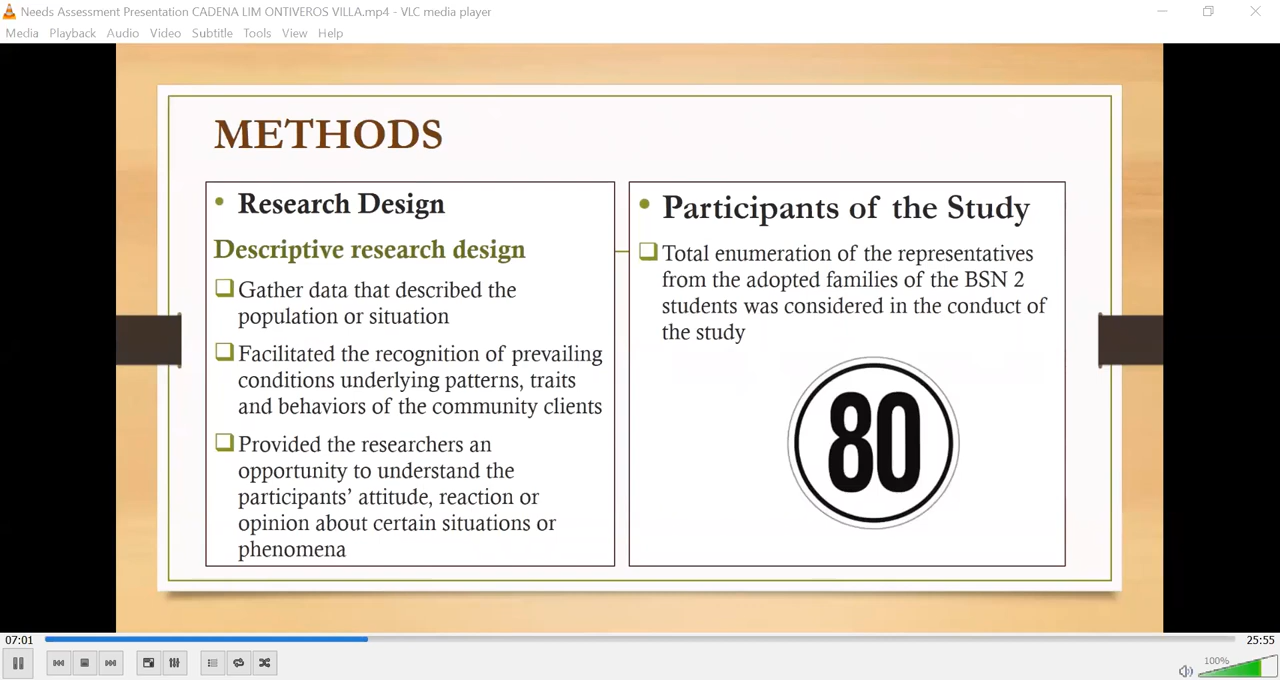 Needs Assessment Presentation CADENA LIM ONTIVEROS VILLA.mp4 - VLC media player
Media Playback Audio Video Subtitle Tools View Help
METHODS
• Research Design
Descriptive research design
Gather data that described the
population or situation
Facilitated the recognition of prevailing
conditions underlying patterns, traits
and behaviors of the community clients
Provided the researchers an
opportunity to understand the
participants’ attitude, reaction or
opinion about certain situations or
phenomena
• Participants of the Study
Total enumeration of the representatives
from the adopted families of the BSN 2
students was considered in the conduct of
the study
80
07:01
25:55
100%